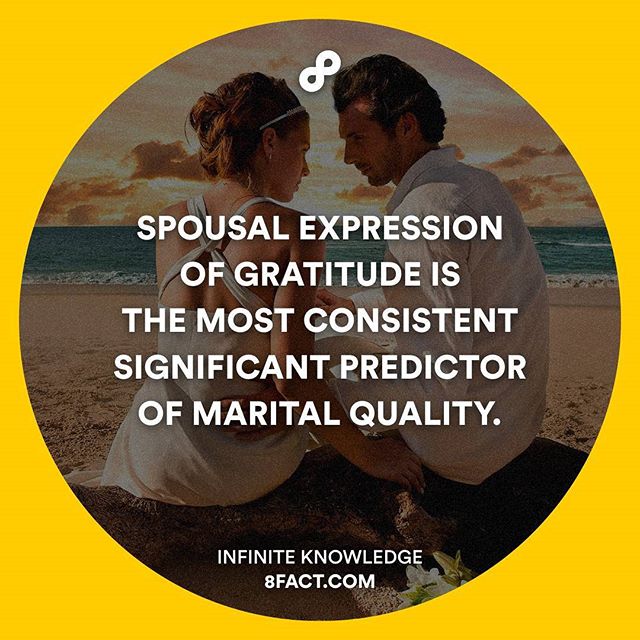 SPOUSAL EXPRESSION
OF GRATITUDE IS
THE MOST CONSISTENT
SIGNIFICANT PREDICTOR
OF MARITAL QUALITY.
INFINITE KNOWLEDGE
8FACT.COM